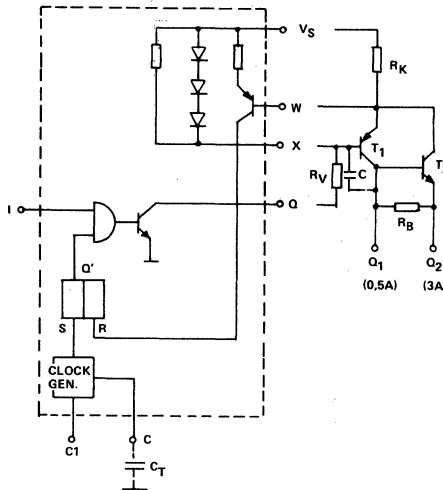 V_S
R_K
W
X
T_1
T
R_V
C
I
Q
R_B
Q'
Q_1
Q_2
(0,5A)
(3A
S
R
CLOCK
GEN.
C1
C
C_T